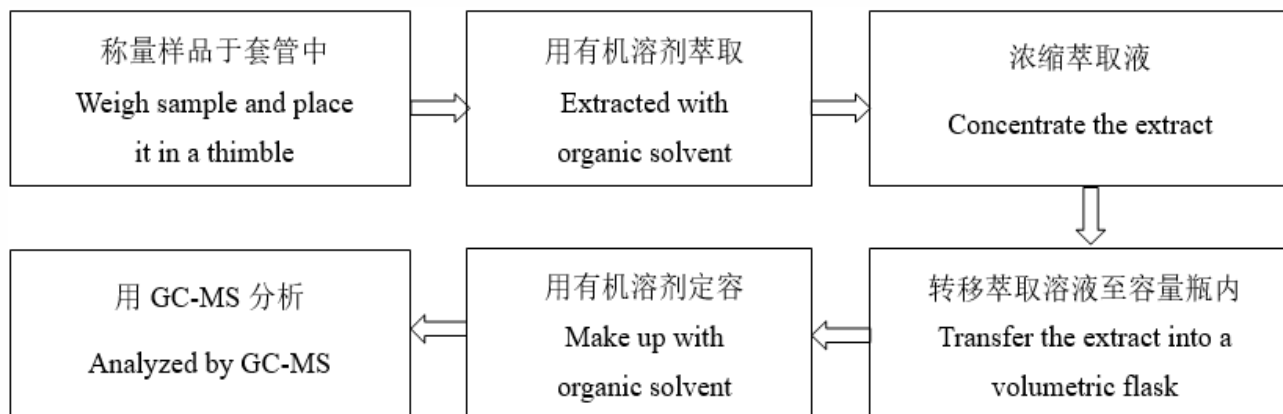 称量样品于套管中
Weigh sample and place
it in a thimble
用有机溶剂萃取
Extracted with
organic solvent
浓缩萃取液
Concentrate the extract
转移萃取溶液至容量瓶内
Transfer the extract into a
volumetric flask
用有机溶剂定容
Make up with
organic solvent
用 GC-MS 分析
Analyzed by GC-MS